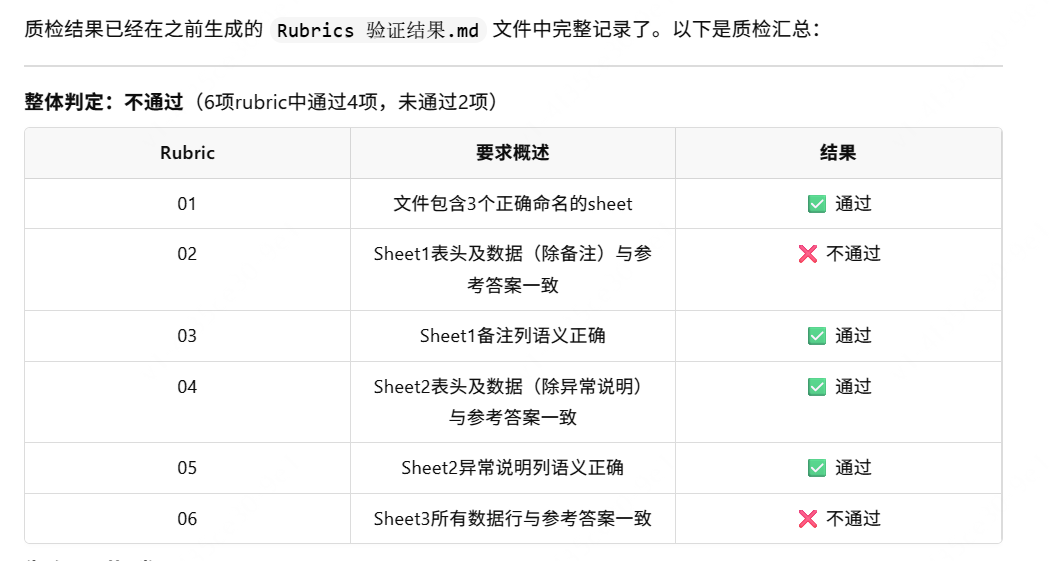 质检结果已经在之前生成的 Rubrics 验证结果.md 文件中完整记录了。以下是质检汇总：
整体判定：不通过（6项rubric中通过4项，未通过2项）
Rubric 要求概述 结果
01 文件包含3个正确命名的sheet ✅ 通过
02 Sheet1表头及数据（除备注）与参
考答案一致 ❌ 不通过
03 Sheet1备注列语义正确 ✅ 通过
04 Sheet2表头及数据（除异常说明）
与参考答案一致 ✅ 通过
05 Sheet2异常说明列语义正确 ✅ 通过
06 Sheet3所有数据行与参考答案一致 ❌ 不通过